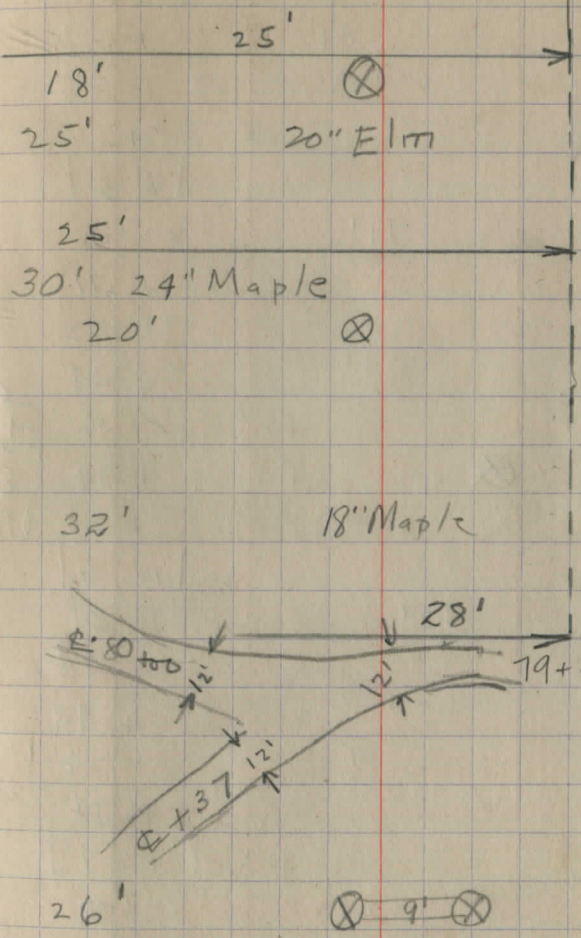 25'
18'
25' 20" Elm
25'
30' 24" Maple
20'
32' 18" Maple
28'
℄ 80+00 12' 12' 79+
12'
℄ +37
26' 9'